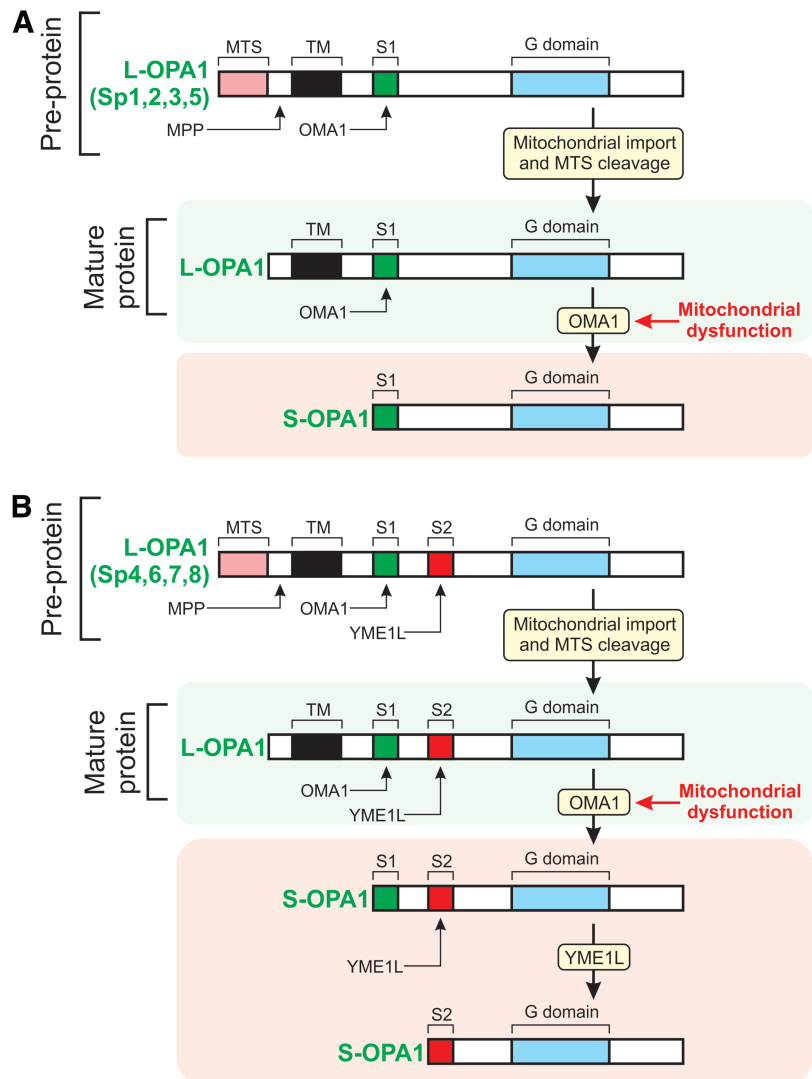 A
Pre-protein
L-OPA1
(Sp1,2,3,5)
MTS
TM
S1
G domain
MPP
OMA1
Mitochondrial import
and MTS cleavage
Mature
protein
L-OPA1
TM
S1
G domain
OMA1
OMA1
Mitochondrial
dysfunction
S-OPA1
S1
G domain
B
Pre-protein
L-OPA1
(Sp4,6,7,8)
MTS
TM
S1
S2
G domain
MPP
OMA1
YME1L
Mitochondrial import
and MTS cleavage
Mature
protein
L-OPA1
TM
S1
S2
G domain
OMA1
YME1L
OMA1
Mitochondrial
dysfunction
S-OPA1
S1
S2
G domain
YME1L
YME1L
S-OPA1
S2
G domain